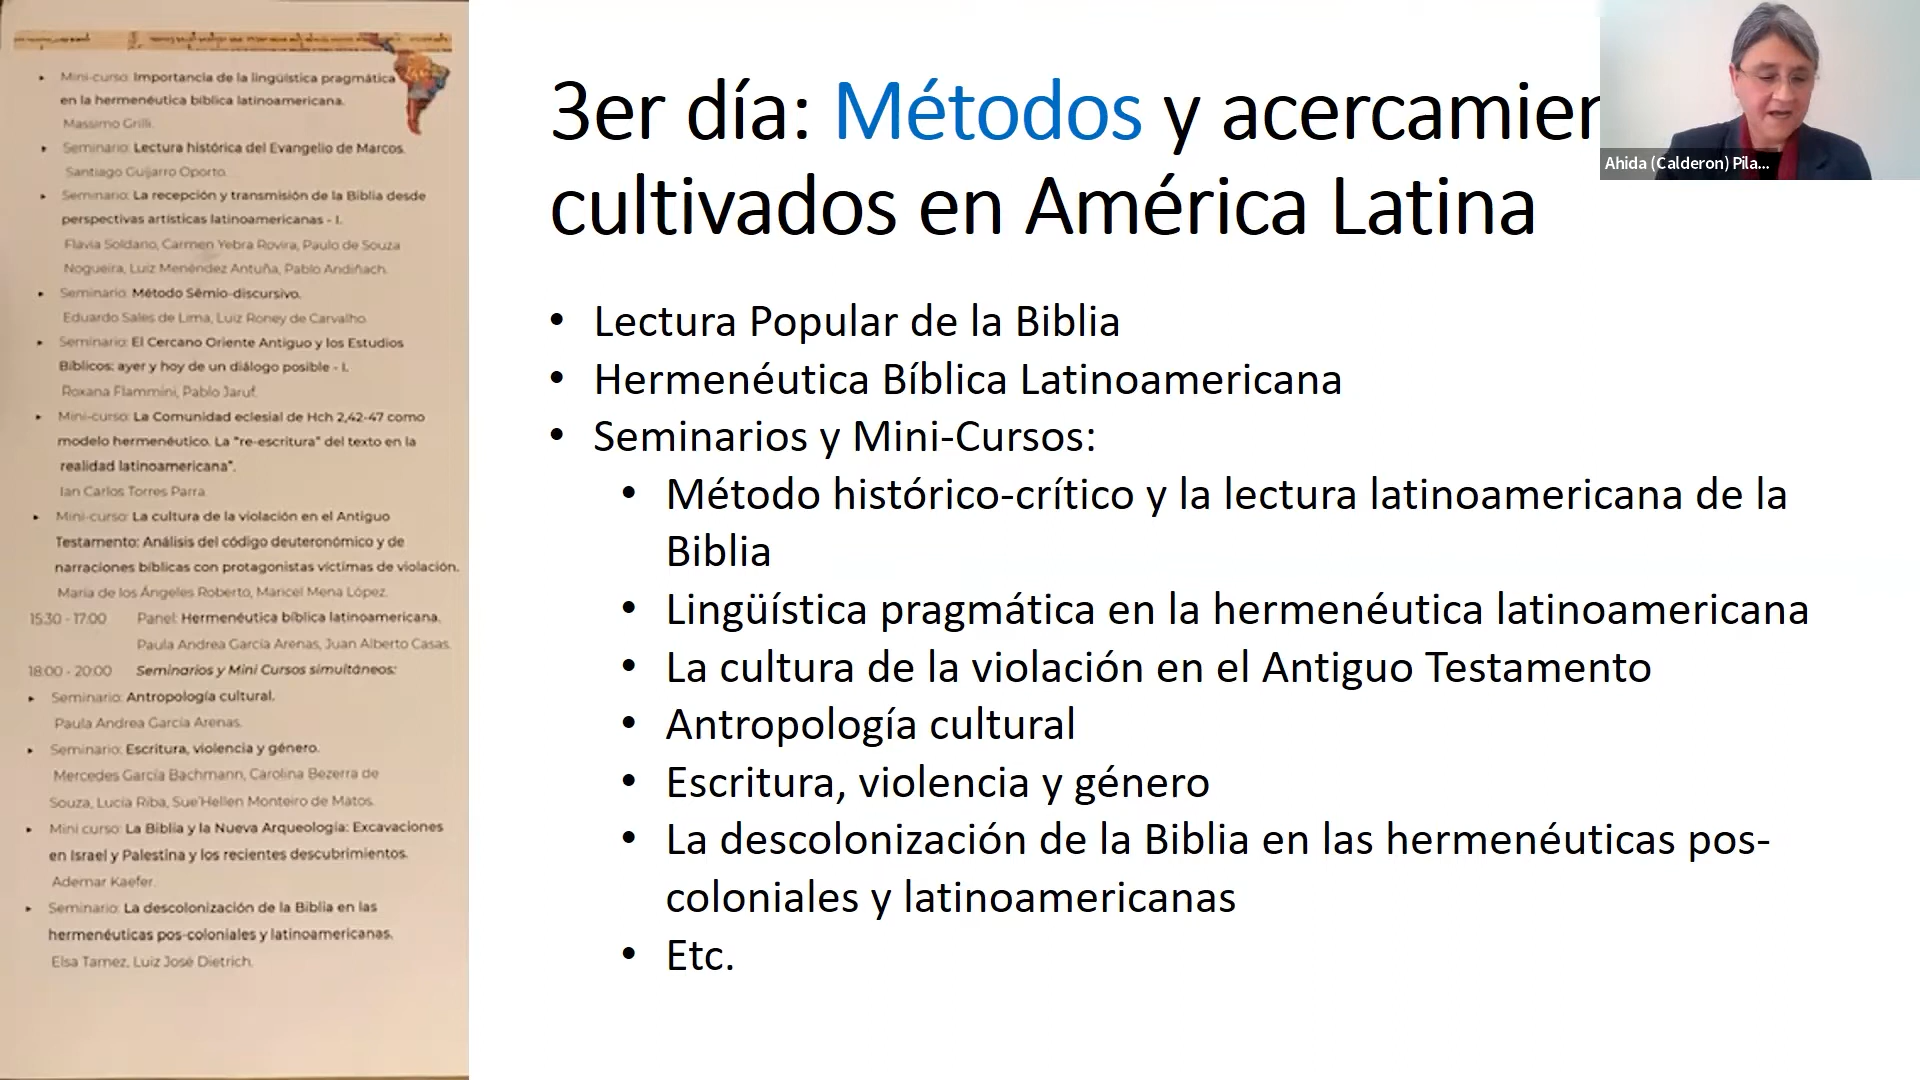 Mini-curso: Importancia de la lingüística pragmática
en la hermenéutica bíblica latinoamericana.
Massimo Grilli.
Seminario: Lectura histórica del Evangelio de Marcos.
Santiago Guijarro Oporto.
Seminario: La recepción y transmisión de la Biblia desde
perspectivas artísticas latinoamericanas - I.
Flavia Soldano, Carmen Yebra Rovira, Paulo de Souza
Nogueira, Luiz Menéndez Antuña, Pablo Andiñach.
Seminario: Método Sêmio-discursivo.
Eduardo Sales de Lima, Luiz Roney de Carvalho.
Seminario: El Cercano Oriente Antiguo y los Estudios
Bíblicos: ayer y hoy de un diálogo posible - I.
Roxana Flammini, Pablo Jaruf.
Mini-curso: La Comunidad eclesial de Hch 2,42-47 como
modelo hermenéutico. La "re-escritura" del texto en la
realidad latinoamericana".
Ian Carlos Torres Parra.
Mini-curso: La cultura de la violación en el Antiguo
Testamento: Análisis del código deuteronómico y de
narraciones bíblicas con protagonistas víctimas de violación.
María de los Ángeles Roberto, Maricel Mena López.
15:30 - 17:00 Panel: Hermenéutica bíblica latinoamericana.
Paula Andrea García Arenas, Juan Alberto Casas.
18:00 - 20:00 Seminarios y Mini Cursos simultáneos:
Seminario: Antropología cultural.
Paula Andrea García Arenas.
Seminario: Escritura, violencia y género.
Mercedes García Bachmann, Carolina Bezerra de
Souza, Lucía Riba, Sue'Hellen Monteiro de Matos.
Mini curso: La Biblia y la Nueva Arqueología: Excavaciones
en Israel y Palestina y los recientes descubrimientos.
Ademar Kaefer.
Seminario: La descolonización de la Biblia en las
hermenéuticas pos-coloniales y latinoamericanas.
Elsa Tamez, Luiz José Dietrich.
3er día: Métodos y acercamien
cultivados en América Latina
• Lectura Popular de la Biblia
• Hermenéutica Bíblica Latinoamericana
• Seminarios y Mini-Cursos:
• Método histórico-crítico y la lectura latinoamericana de la
Biblia
• Lingüística pragmática en la hermenéutica latinoamericana
• La cultura de la violación en el Antiguo Testamento
• Antropología cultural
• Escritura, violencia y género
• La descolonización de la Biblia en las hermenéuticas pos-
coloniales y latinoamericanas
• Etc.
Ahida (Calderon) Pila...